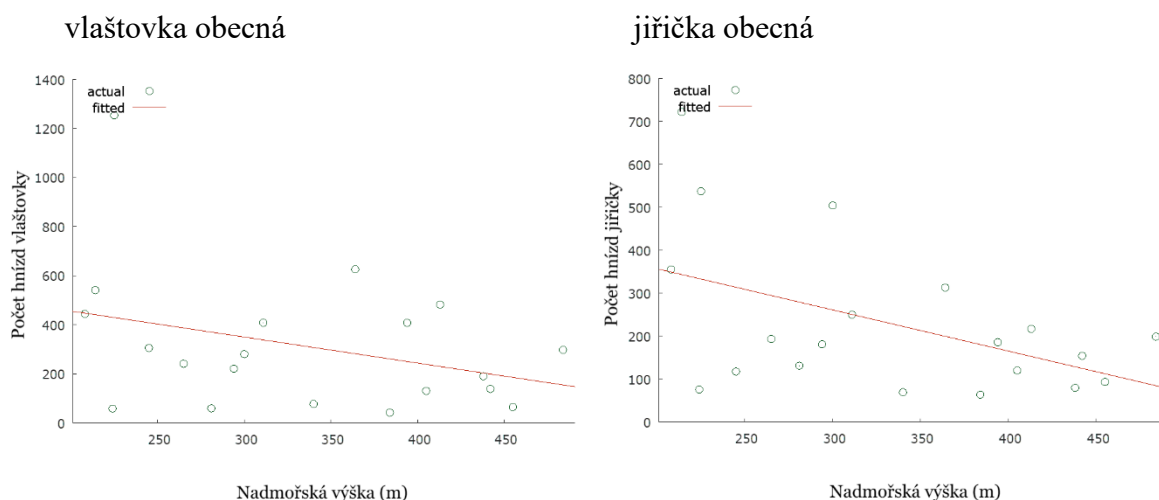 vlaštovka obecná
1400
1200
1000
800
600
400
200
0
250
300
350
400
450
actual
fitted
Počet hnízd vlaštovky
Nadmořská výška (m)
jiřička obecná
800
700
600
500
400
300
200
100
0
250
300
350
400
450
actual
fitted
Počet hnízd jiřičky
Nadmořská výška (m)